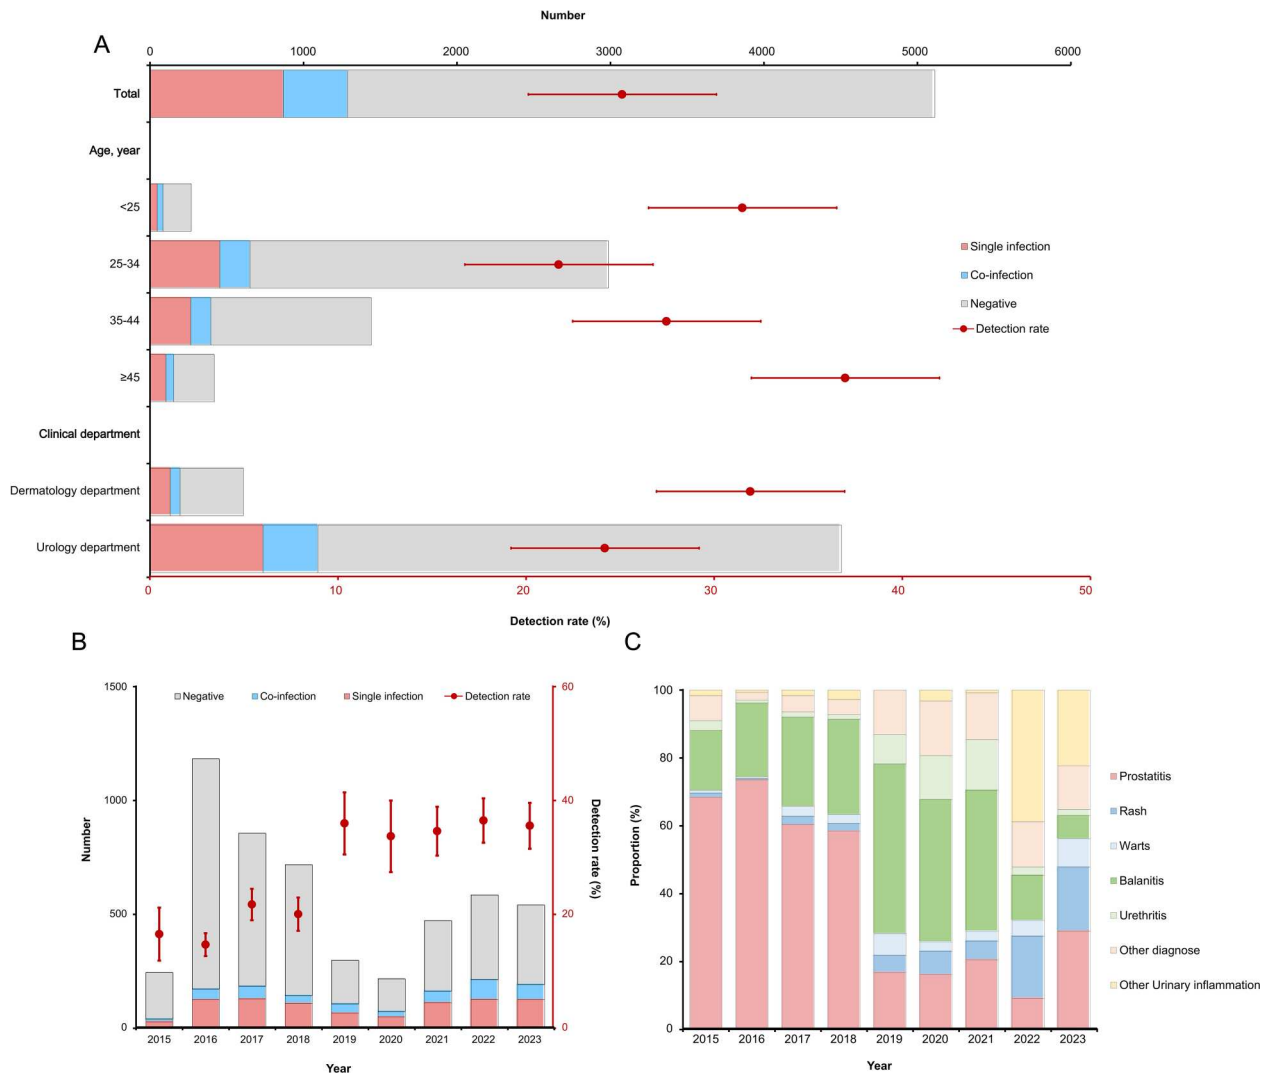 Number
A
0 1000 2000 3000 4000 5000 6000
Total
Age, year
<25
25-34
35-44
≥45
Clinical department
Dermatology department
Urology department
Single infection
Co-infection
Negative
Detection rate
0 10 20 30 40 50
Detection rate (%)
B
1500
1000
500
0
Number
Negative Co-infection Single infection Detection rate
60
40
20
0
Detection rate (%)
2015 2016 2017 2018 2019 2020 2021 2022 2023
Year
C
100
80
60
40
20
0
Proportion (%)
2015 2016 2017 2018 2019 2020 2021 2022 2023
Year
Prostatitis
Rash
Warts
Balanitis
Urethritis
Other diagnose
Other Urinary inflammation